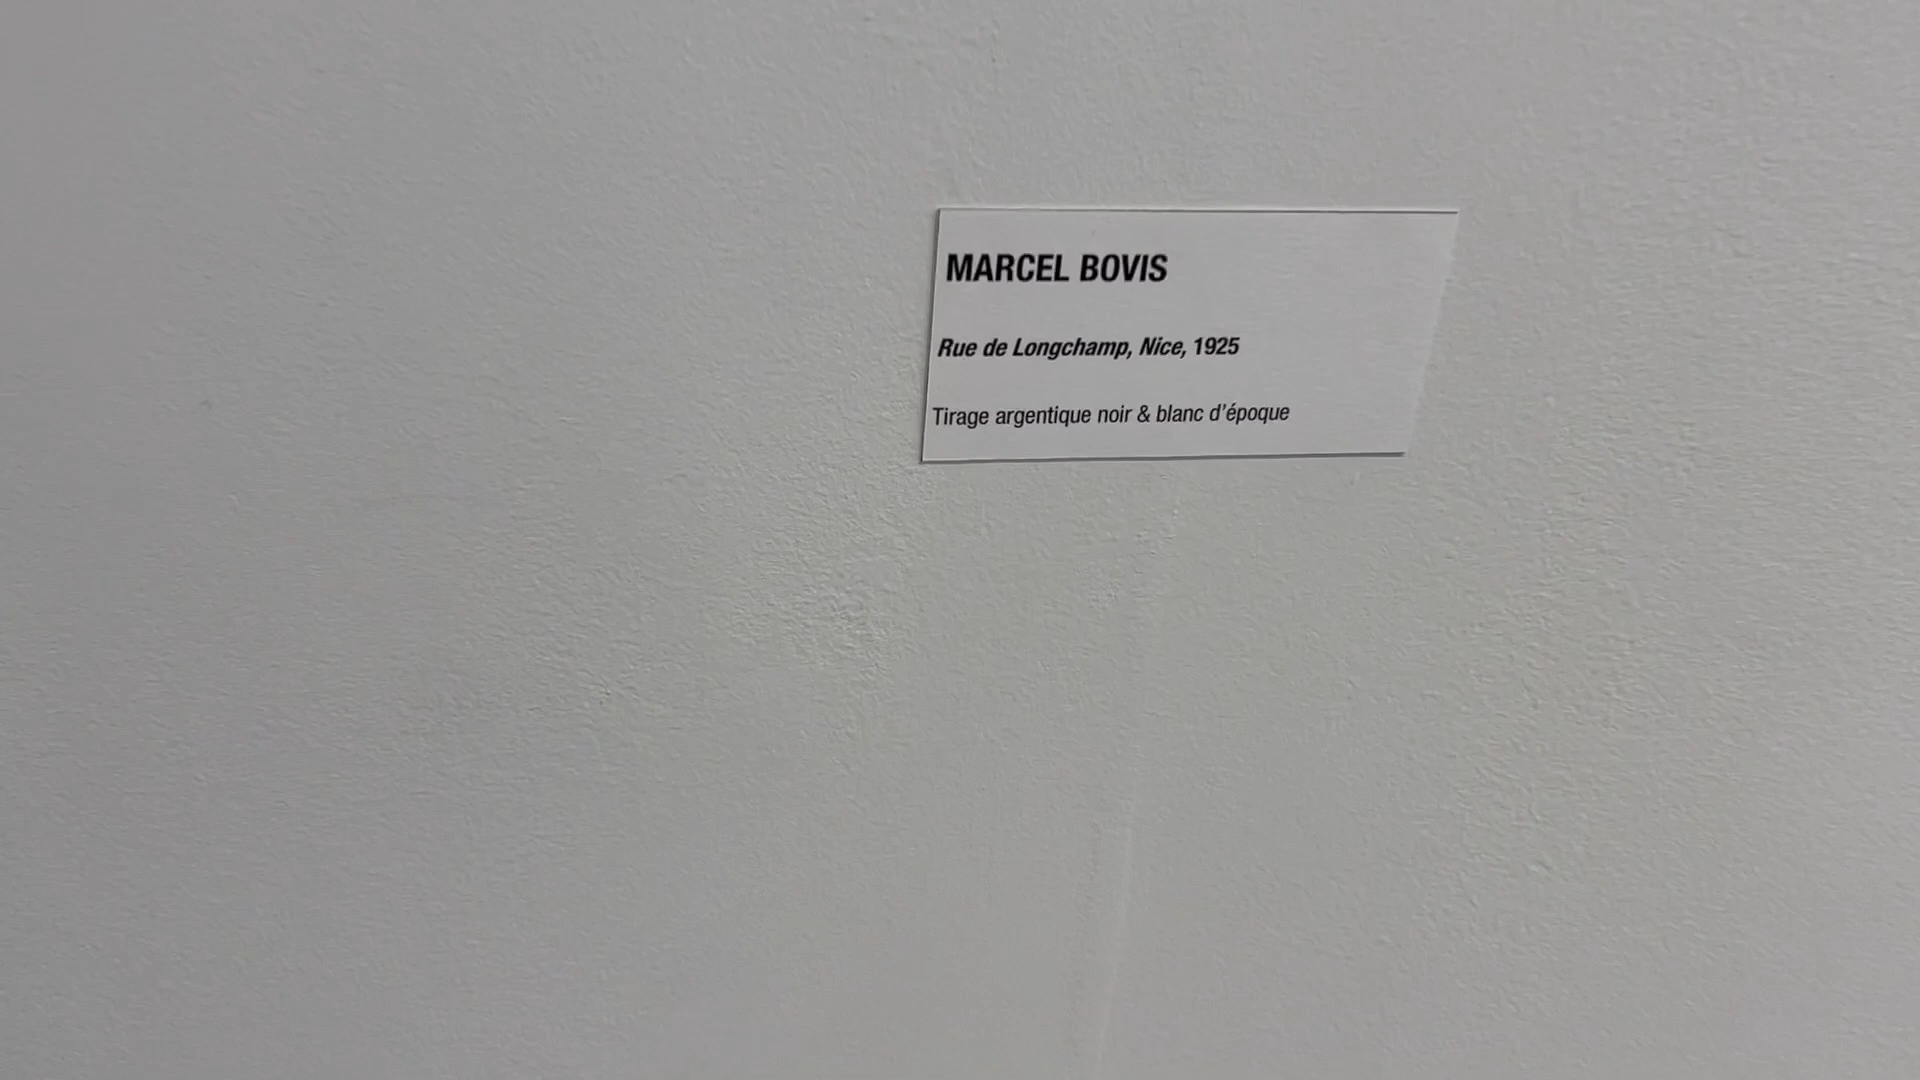 MARCEL BOVIS
Rue de Longchamp, Nice, 1925
Tirage argentique noir & blanc d'époque